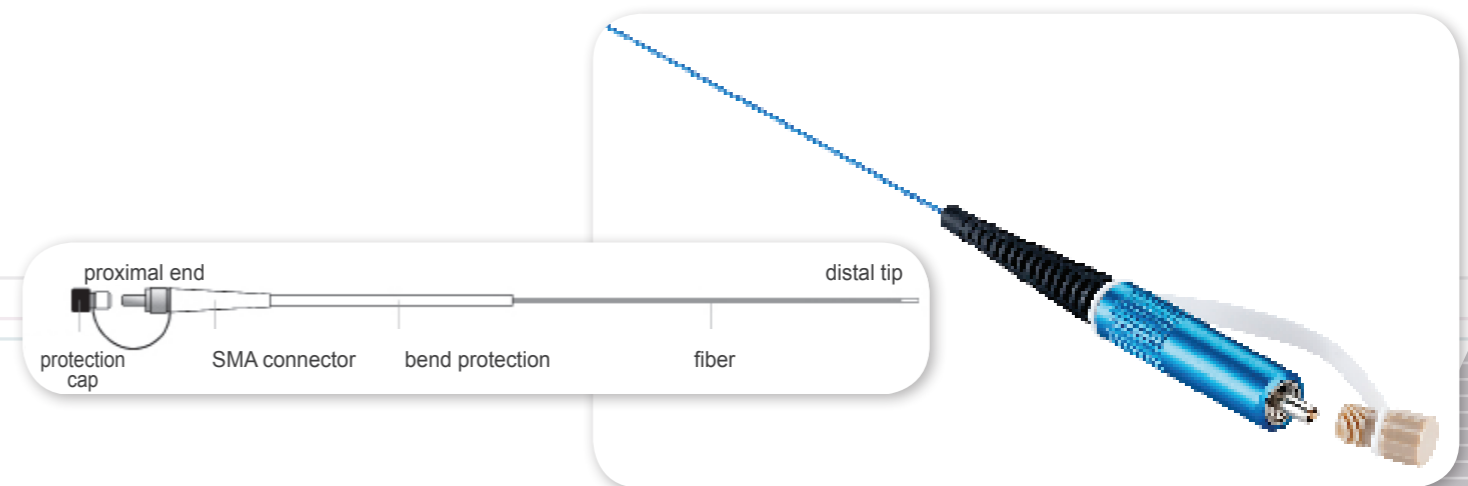 proximal end
distal tip
protection
cap
SMA connector
bend protection
fiber